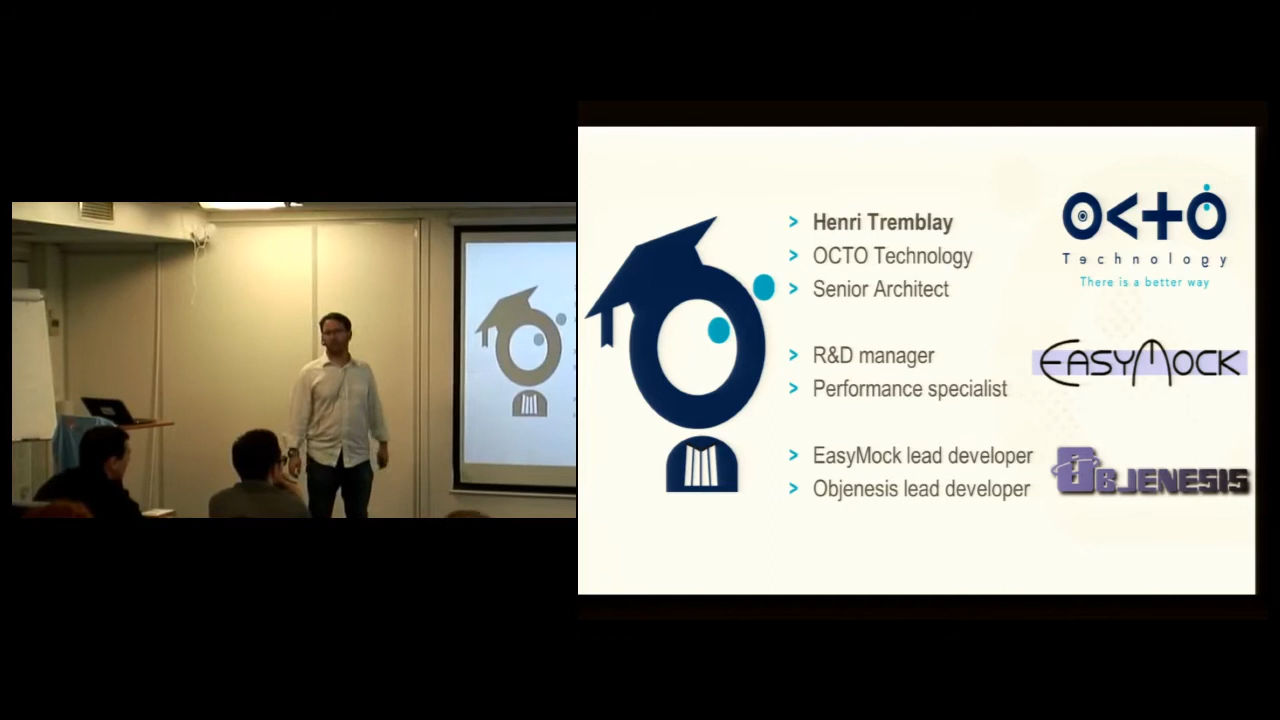 > Henri Tremblay
> OCTO Technology
> Senior Architect
> R&D manager
> Performance specialist
> EasyMock lead developer
> Objenesis lead developer
OCTO
Technology
There is a better way
EASYMOCK
OBJENESIS